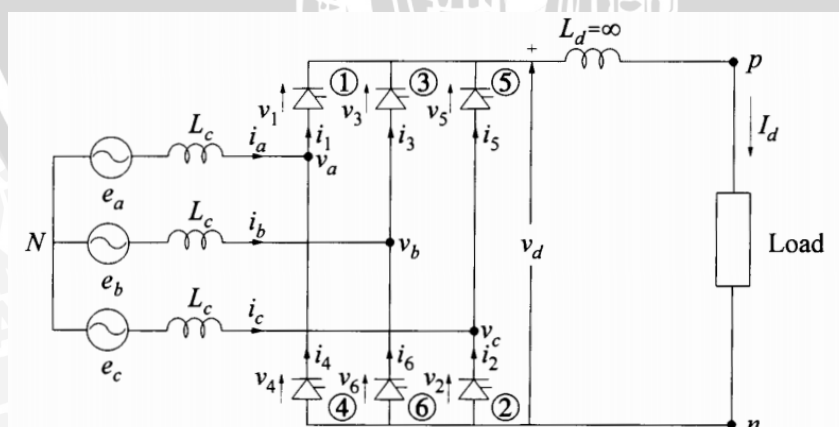 L_d=∞
+
p
① ③ ⑤
v_1 v_3 v_5
I_d
L_c i_a i_1 i_3 i_5
v_a
e_a
L_c i_b
N v_b v_d Load
e_b
L_c i_c
v_c
e_c i_4 i_6 i_2
v_4 v_6 v_2
④ ⑥ ② -
n